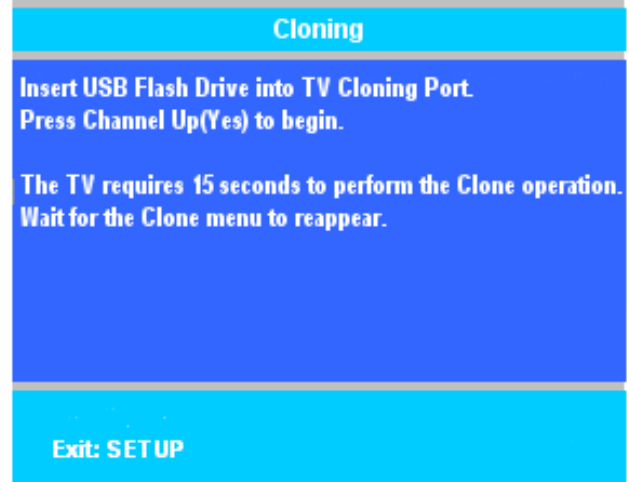 Cloning
Insert USB Flash Drive into TV Cloning Port.
Press Channel Up(Yes) to begin.
The TV requires 15 seconds to perform the Clone operation.
Wait for the Clone menu to reappear.
Exit: SETUP